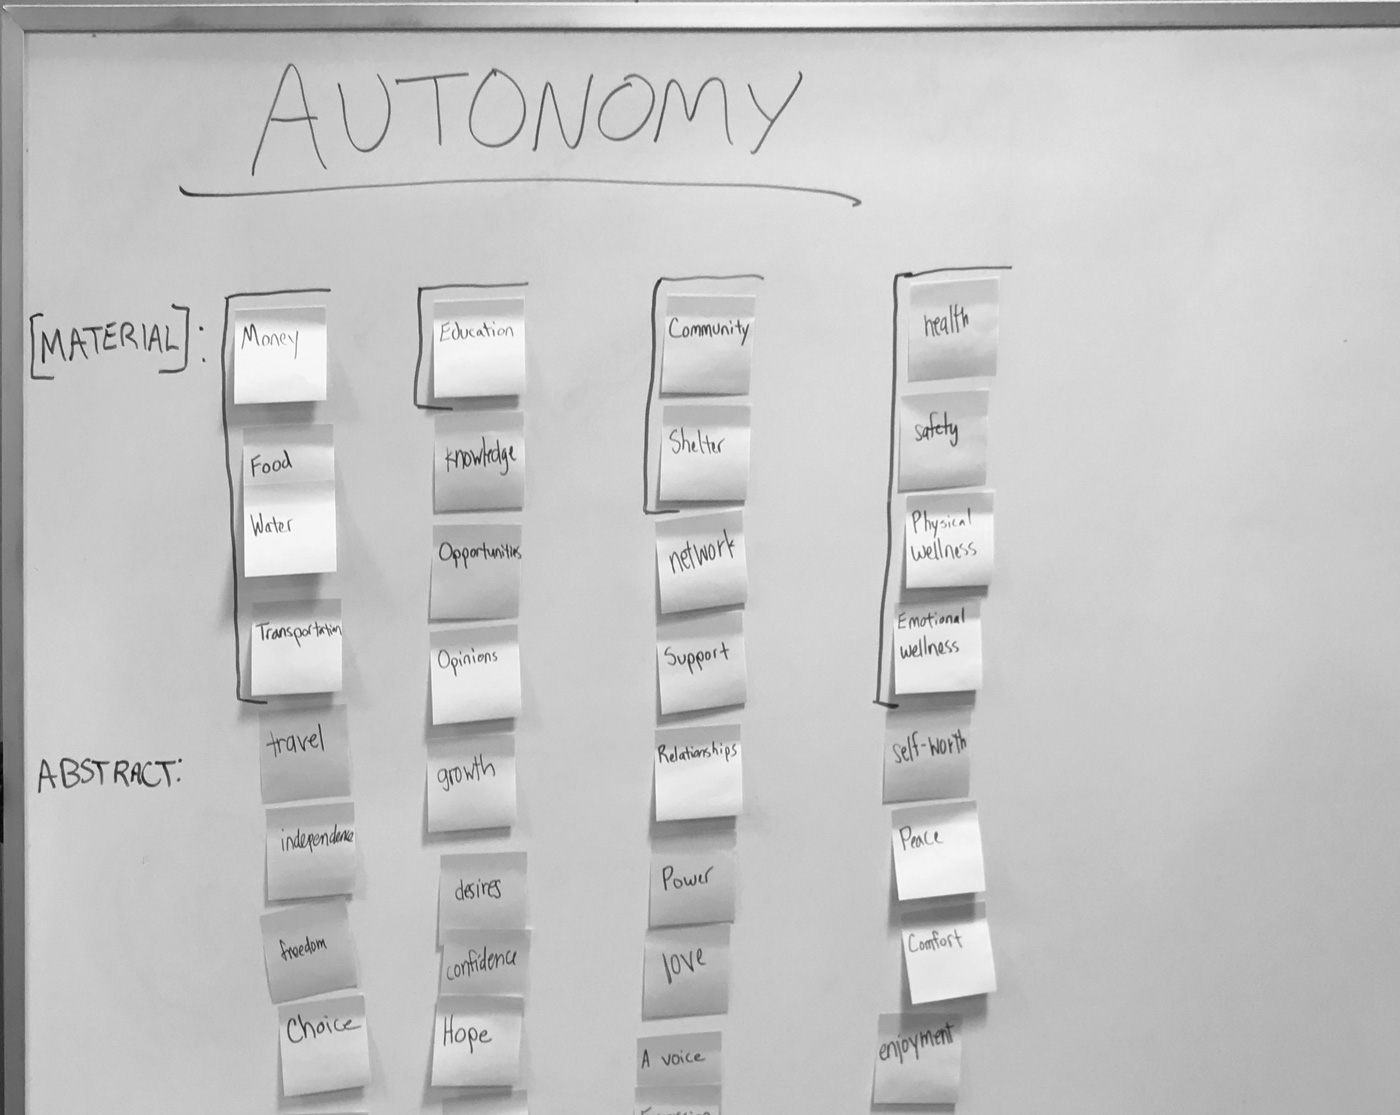 AUTONOMY
[MATERIAL]:
Money
Food
Water
Transportation
ABSTRACT:
travel
independence
freedom
Choice
Education
knowledge
Opportunities
Opinions
growth
desires
confidence
Hope
Community
Shelter
network
Support
Relationships
Power
love
A voice
health
safety
Physical
wellness
Emotional
wellness
self-worth
Peace
Comfort
enjoyment